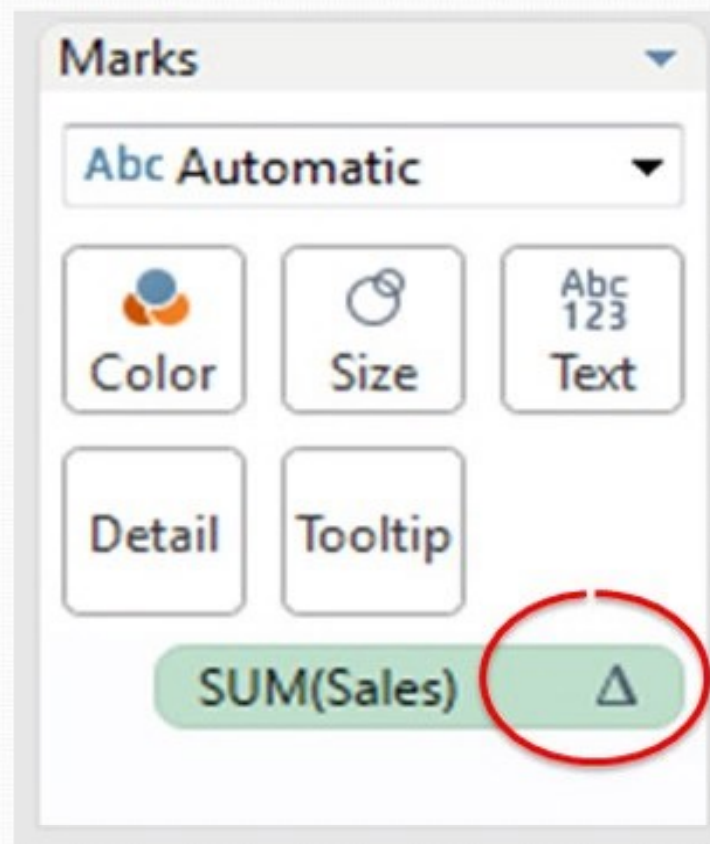 Marks
Abc Automatic
Color
Size
Abc
123
Text
Detail
Tooltip
SUM(Sales) Δ